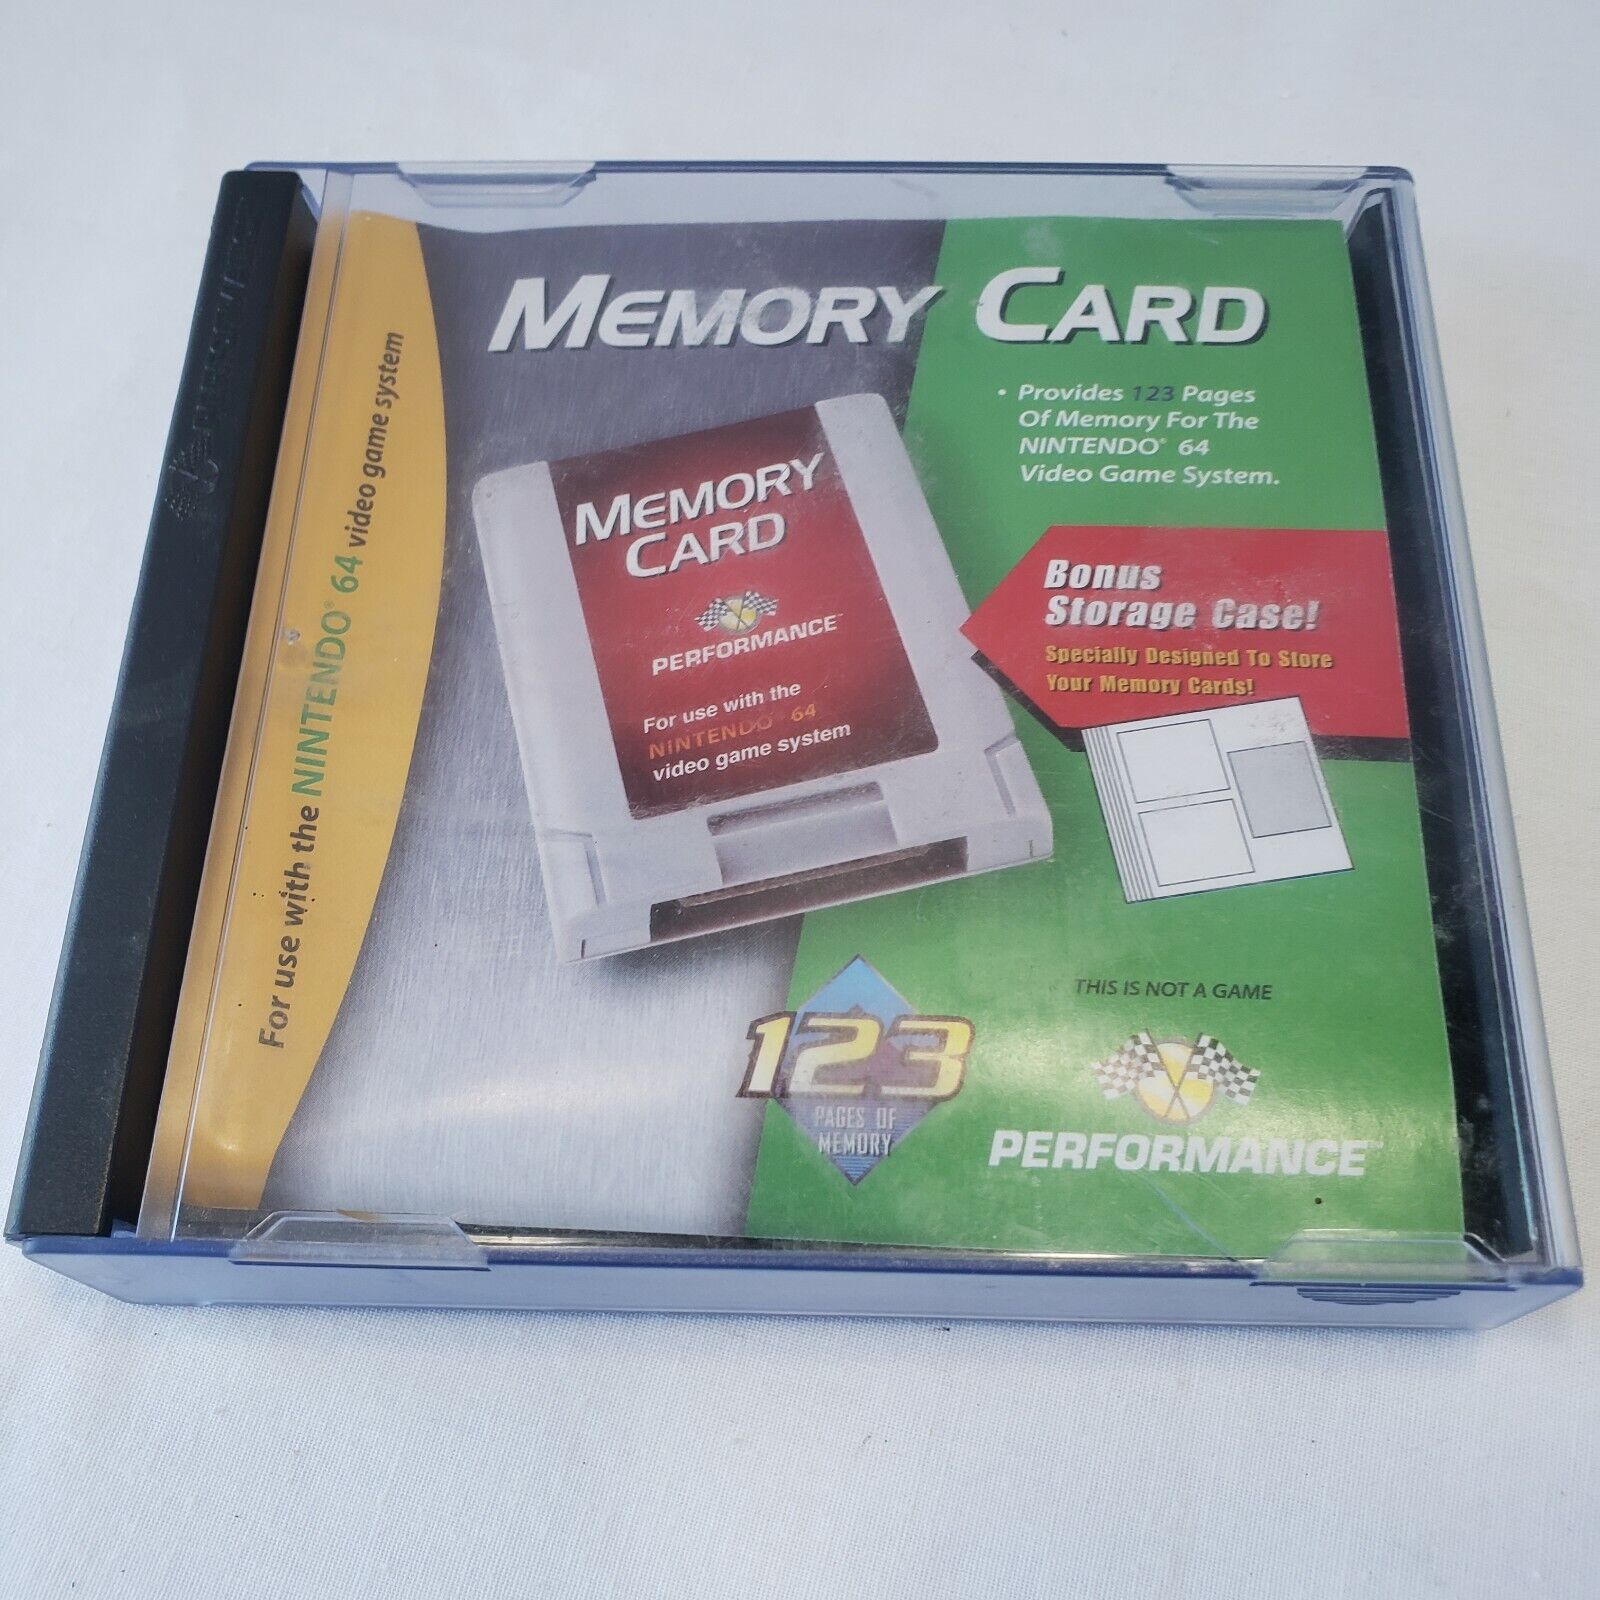 PERFORMANCE
For use with the NINTENDO® 64 video game system
MEMORY CARD
• Provides 123 Pages
Of Memory For The
NINTENDO® 64
Video Game System.
MEMORY
CARD
PERFORMANCE™
For use with the
NINTENDO® 64
video game system
Bonus
Storage Case!
Specially Designed To Store
Your Memory Cards!
THIS IS NOT A GAME
123
PAGES OF
MEMORY
PERFORMANCE™